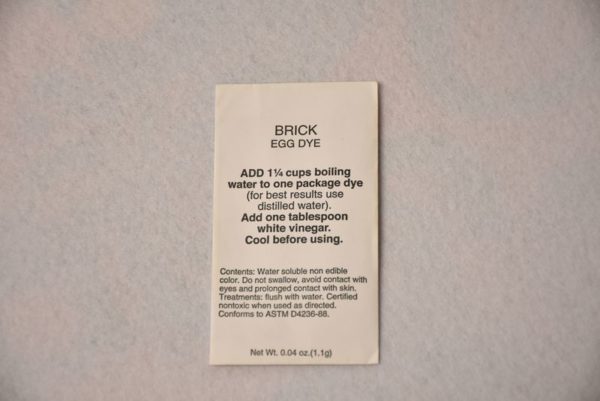 BRICK
EGG DYE
ADD 1¼ cups boiling
water to one package dye
(for best results use
distilled water).
Add one tablespoon
white vinegar.
Cool before using.
Contents: Water soluble non edible
color. Do not swallow, avoid contact with
eyes and prolonged contact with skin.
Treatments: flush with water. Certified
nontoxic when used as directed.
Conforms to ASTM D4236-88.
Net Wt. 0.04 oz.(1.1g)